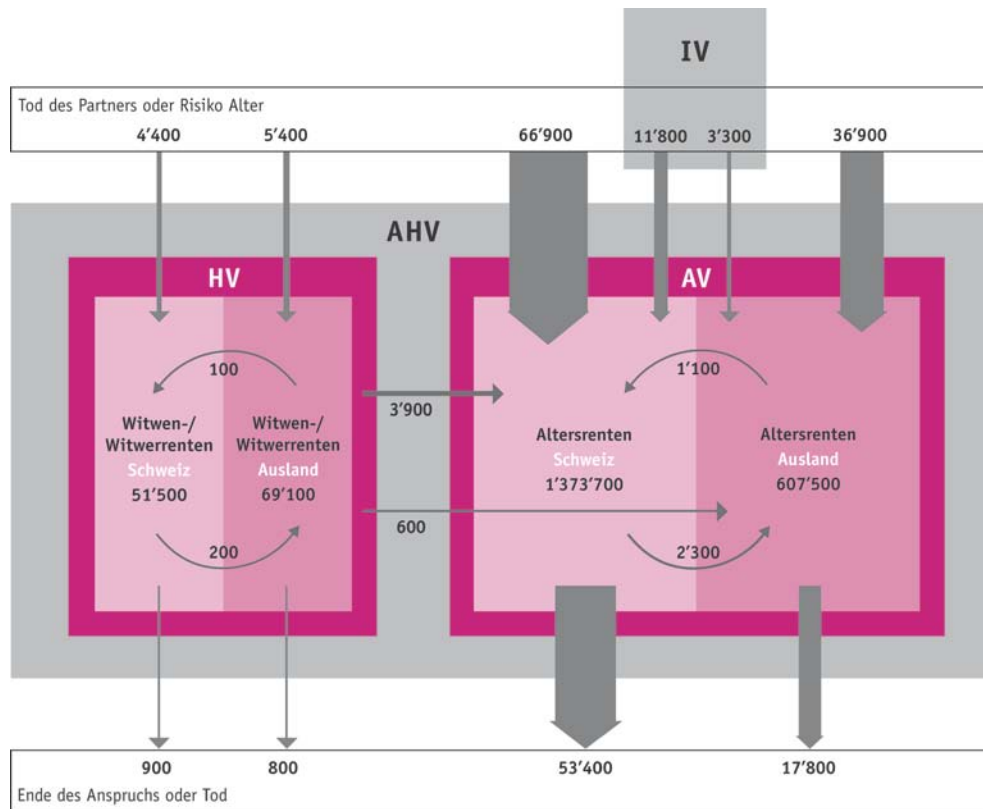 IV
Tod des Partners oder Risiko Alter
4’400 5’400 66’900 11’800 3’300 36’900
AHV
HV AV
100 1’100
3’900
Witwen-/ Witwen-/
Witwerrenten Witwerrenten
Schweiz Ausland
51’500 69’100
Altersrenten Altersrenten
Schweiz Ausland
1’373’700 607’500
600
200 2’300
900 800 53’400 17’800
Ende des Anspruchs oder Tod